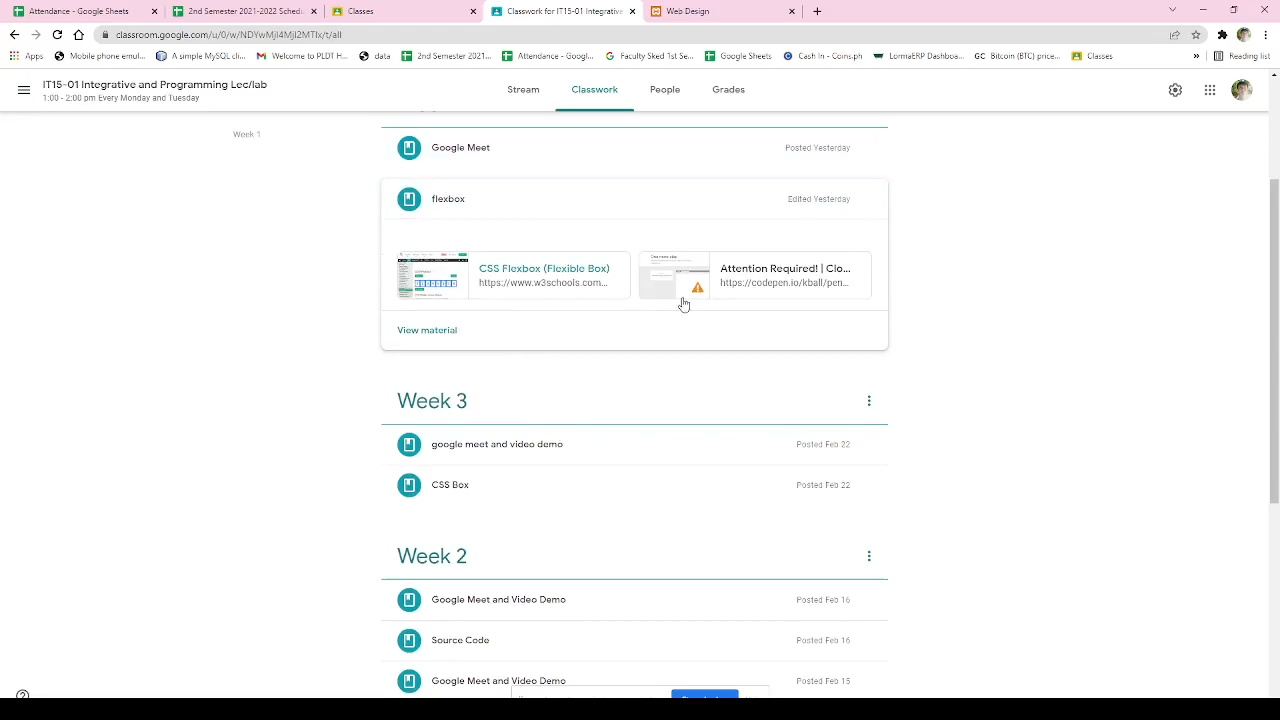 Attendance - Google Sheets
2nd Semester 2021-2022 Schedu
Classes
Classwork for IT15-01 Integrative
Web Design
classroom.google.com/u/0/w/NDYwMjI4MjI2MTIx/t/all
Apps
Mobile phone emul...
A simple MySQL cli...
Welcome to PLDT H...
data
2nd Semester 2021...
Attendance - Googl...
Faculty Sked 1st Se...
Google Sheets
Cash In - Coins.ph
LormaERP Dashboa...
Bitcoin (BTC) price...
Classes
»
Reading list
IT15-01 Integrative and Programming Lec/lab
1:00 - 2:00 pm Every Monday and Tuesday
Stream
Classwork
People
Grades
Week 1
Google Meet
Posted Yesterday
flexbox
Edited Yesterday
CSS Flexbox (Flexible Box)
https://www.w3schools.com...
Attention Required! |
https://codepen.io/kball/
View material
Week 3
google meet and video demo
Posted Feb 22
CSS Box
Posted Feb 22
Week 2
Google Meet and Video Demo
Posted Feb 16
Source Code
Posted Feb 16
Google Meet and Video Demo
Posted Feb 15